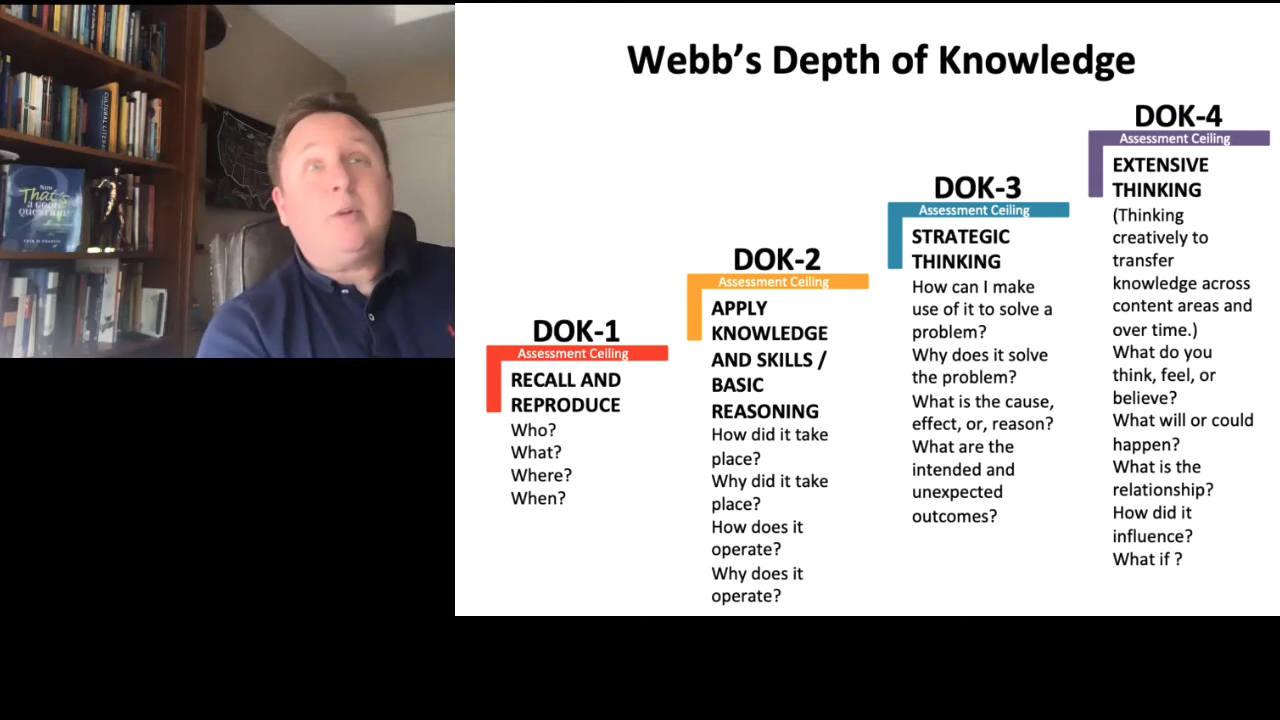 CULTURAL LITERACY
Now
That's
a good
question!
Webb's Depth of Knowledge
DOK-1
Assessment Ceiling
RECALL AND
REPRODUCE
Who?
What?
Where?
When?
DOK-2
Assessment Ceiling
APPLY
KNOWLEDGE
AND SKILLS /
BASIC
REASONING
How did it take
place?
Why did it take
place?
How does it
operate?
Why does it
operate?
DOK-3
Assessment Ceiling
STRATEGIC
THINKING
How can I make
use of it to solve a
problem?
Why does it solve
the problem?
What is the cause,
effect, or, reason?
What are the
intended and
unexpected
outcomes?
DOK-4
Assessment Ceiling
EXTENSIVE
THINKING
(Thinking
creatively to
transfer
knowledge across
content areas and
over time.)
What do you
think, feel, or
believe?
What will or could
happen?
What is the
relationship?
How did it
influence?
What if ?